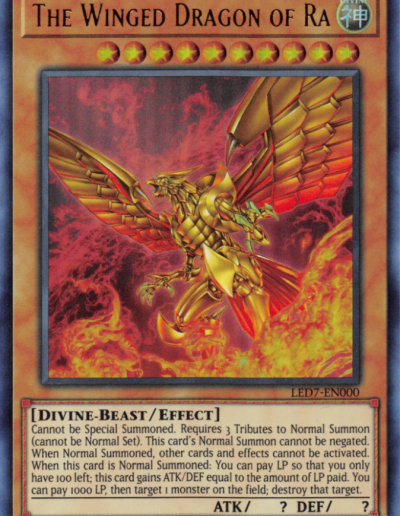 THE WINGED DRAGON OF RA
神
LED7-EN000
[DIVINE-BEAST/EFFECT]
Cannot be Special Summoned. Requires 3 Tributes to Normal Summon
(cannot be Normal Set). This card's Normal Summon cannot be negated.
When Normal Summoned, other cards and effects cannot be activated.
When this card is Normal Summoned: You can pay LP so that you only
have 100 left; this card gains ATK/DEF equal to the amount of LP paid. You
can pay 1000 LP, then target 1 monster on the field; destroy that target.
ATK/ ? DEF/ ?